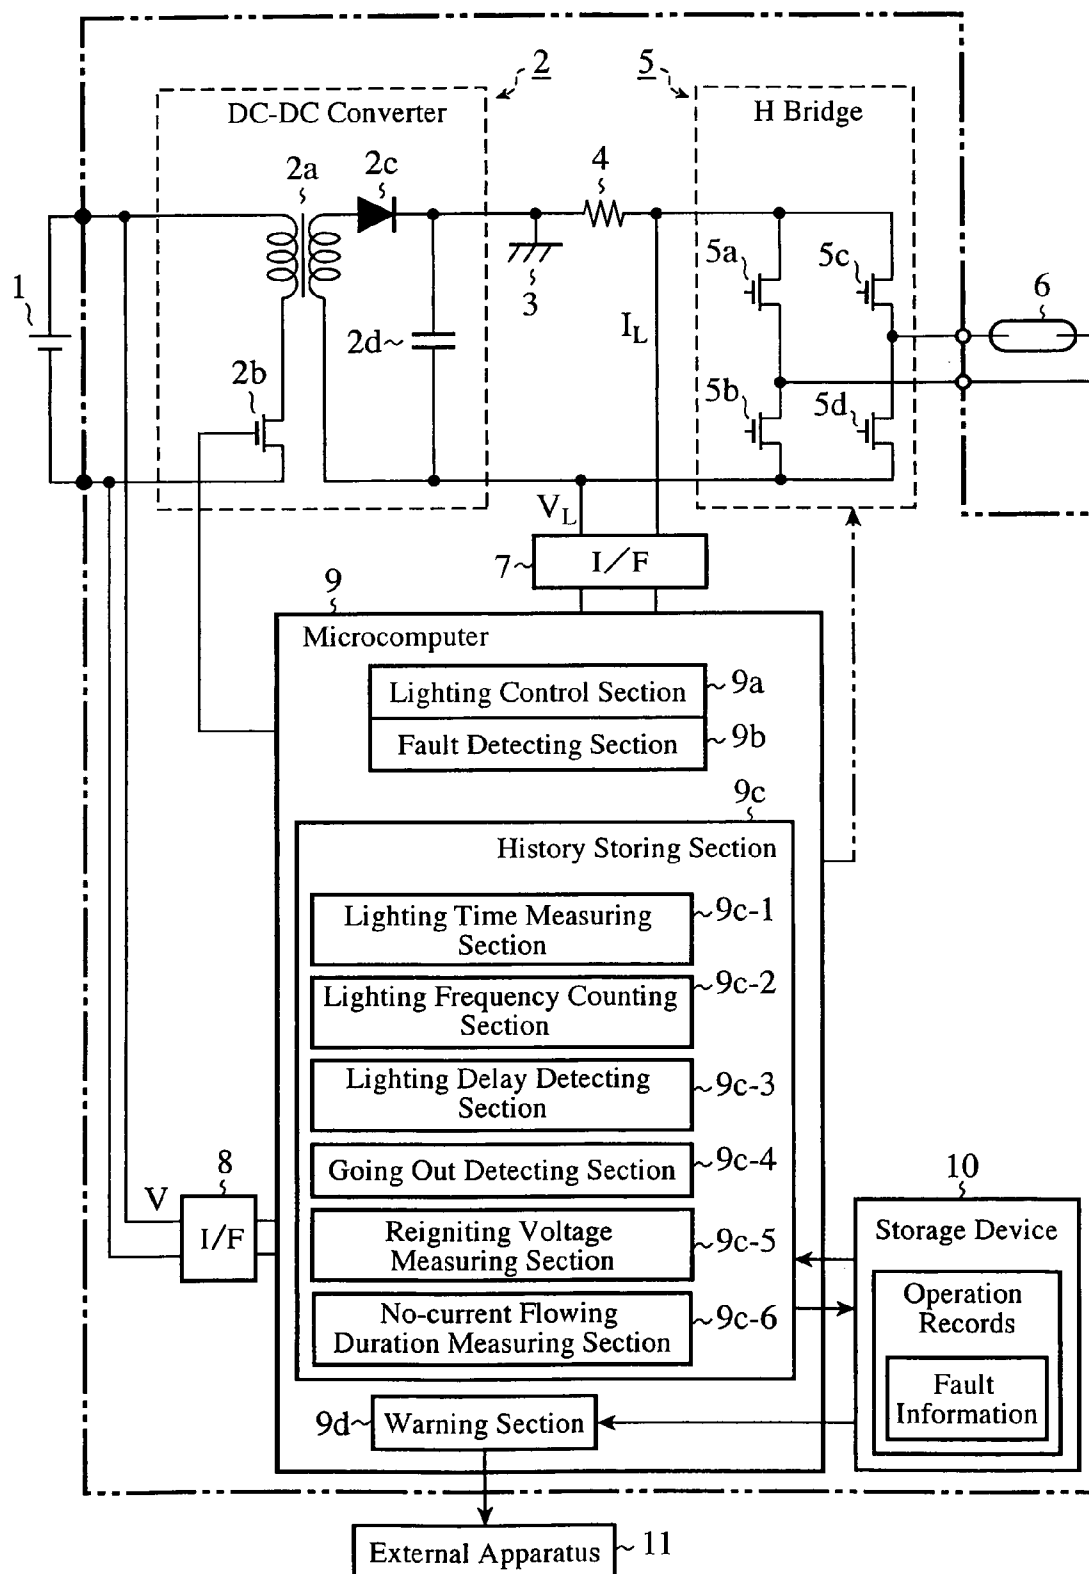 2
5
DC-DC Converter
H Bridge
2a
2c
4
5a
5c
6
1
3
2d
I_L
2b
5b
5d
V_L
7
I/F
9
Microcomputer
Lighting Control Section
9a
Fault Detecting Section
9b
9c
History Storing Section
Lighting Time Measuring
Section
9c-1
Lighting Frequency Counting
Section
9c-2
Lighting Delay Detecting
Section
9c-3
Going Out Detecting Section
9c-4
8
V
I/F
Reigniting Voltage
Measuring Section
9c-5
No-current Flowing
Duration Measuring Section
9c-6
10
Storage Device
Operation
Records
Fault
Information
9d
Warning Section
External Apparatus
11